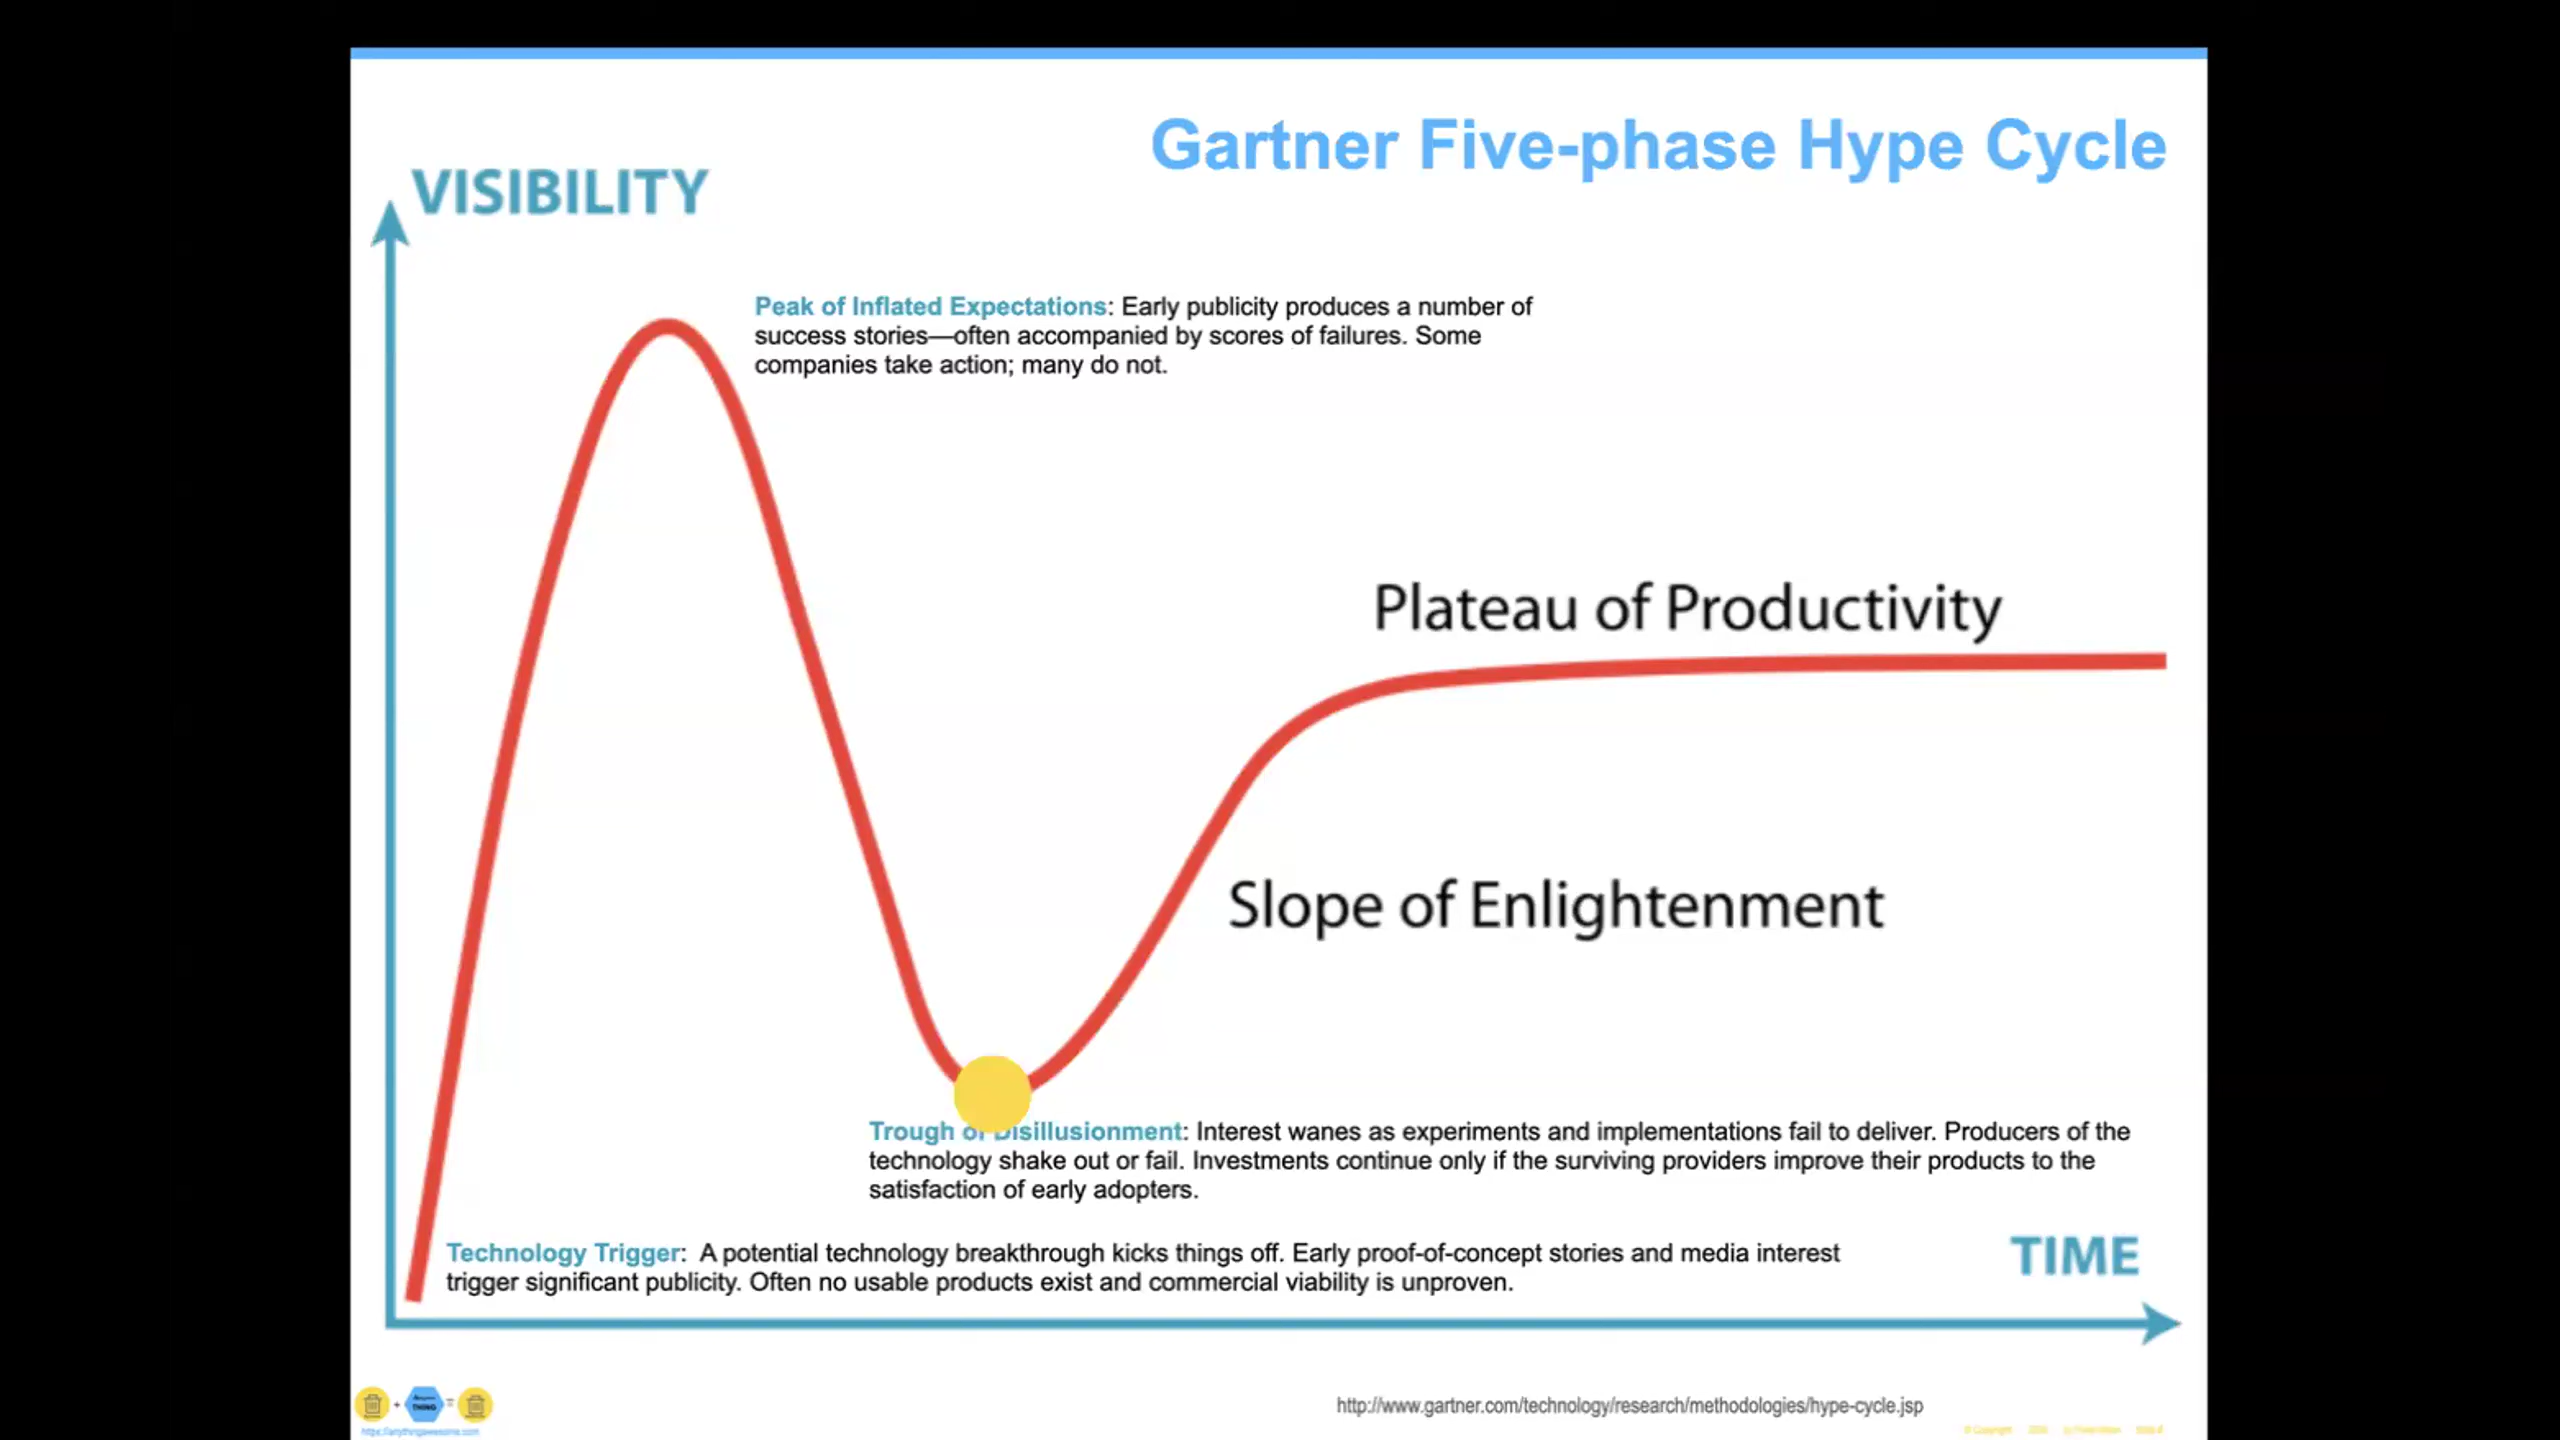 Gartner Five-phase Hype Cycle
VISIBILITY
Peak of Inflated Expectations: Early publicity produces a number of
success stories—often accompanied by scores of failures. Some
companies take action; many do not.
Plateau of Productivity
Slope of Enlightenment
Trough of Disillusionment: Interest wanes as experiments and implementations fail to deliver. Producers of the
technology shake out or fail. Investments continue only if the surviving providers improve their products to the
satisfaction of early adopters.
Technology Trigger: A potential technology breakthrough kicks things off. Early proof-of-concept stories and media interest
trigger significant publicity. Often no usable products exist and commercial viability is unproven.
TIME
+ THING =
http://www.gartner.com/technology/research/methodologies/hype-cycle.jsp
© Copyright